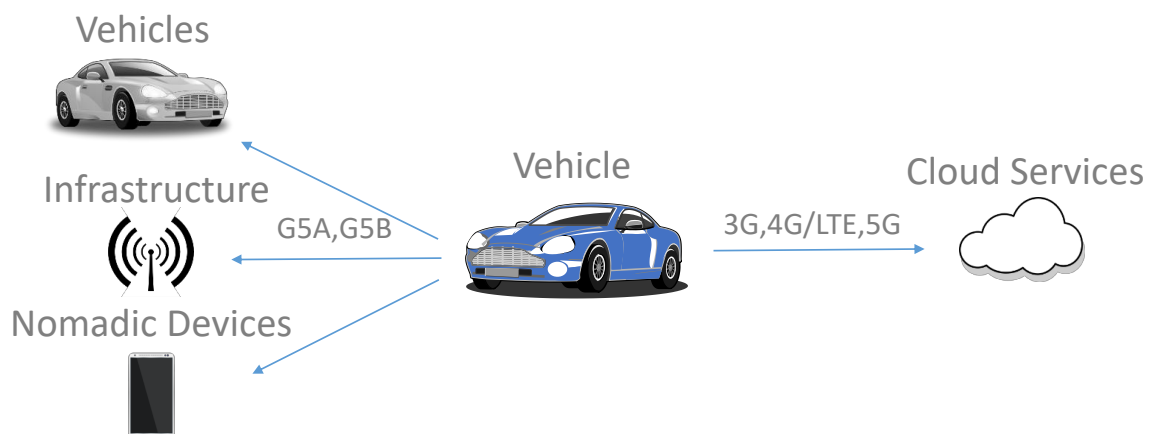 Vehicles
Infrastructure
G5A,G5B
Nomadic Devices
Vehicle
3G,4G/LTE,5G
Cloud Services